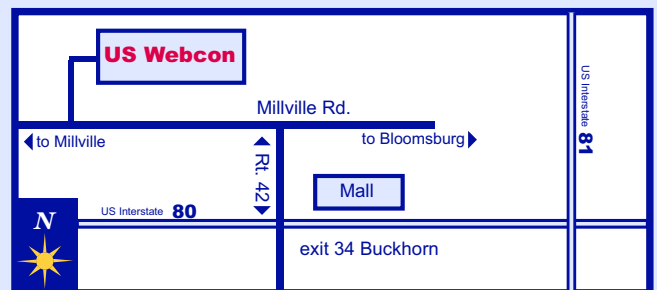 US Webcon
Millville Rd.
to Millville
to Bloomsburg
Rt. 42
US Interstate 81
Mall
US Interstate 80
N
exit 34 Buckhorn